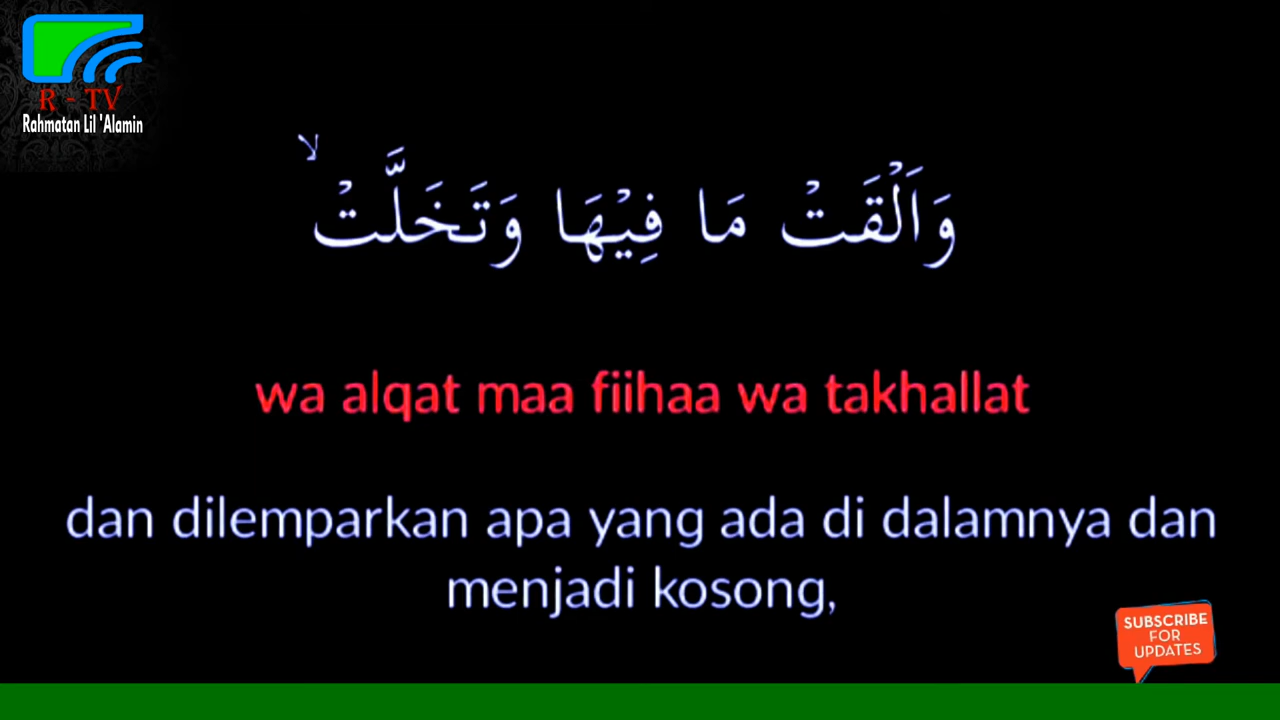 R - TV
Rahmatan Lil 'Alamin
وَاَلْقَتْ مَا فِيْهَا وَتَخَلَّتْۙ
wa alqat maa fiihaa wa takhallat
dan dilemparkan apa yang ada di dalamnya dan
menjadi kosong,
SUBSCRIBE
FOR
UPDATES